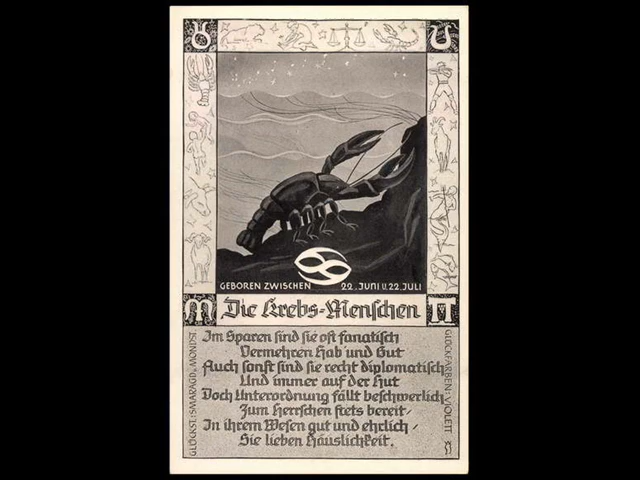 GEBOREN ZWISCHEN 22. JUNI U. 22. JULI
Die Krebs-Menschen
Im Sparen sind sie oft fanatisch
Vermehren Hab' und Gut
Auch sonst sind sie recht diplomatisch
Und immer auf der Hut
Doch Unterordnung fällt beschwerlich
Zum Herrschen stets bereit,
In ihrem Wesen gut und ehrlich,
Sie lieben Häuslichkeit.
GLÜCKSST.: SMARAGD, MONDST.
GLÜCKFARBEN: VIOLETT